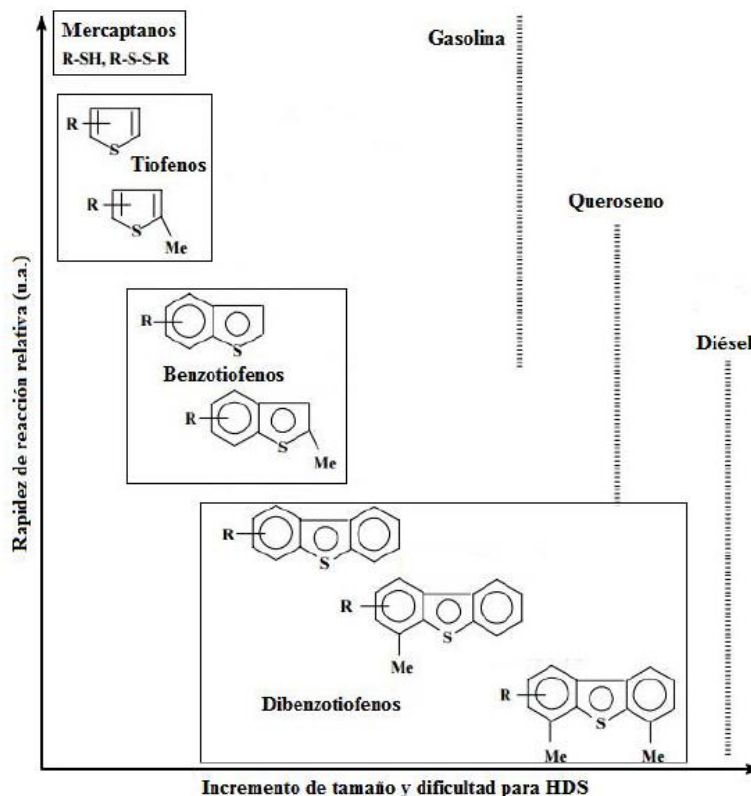 Mercaptanos
R-SH, R-S-S-R
Gasolina
R
S
Tiofenos
R
S
Me
Queroseno
R
S
Benzotiofenos
R
S
Me
Diésel
R
S
R
S
Me
Dibenzotiofenos
R
S
Me
Me
Rapidez de reacción relativa (u.a.)
Incremento de tamaño y dificultad para HDS